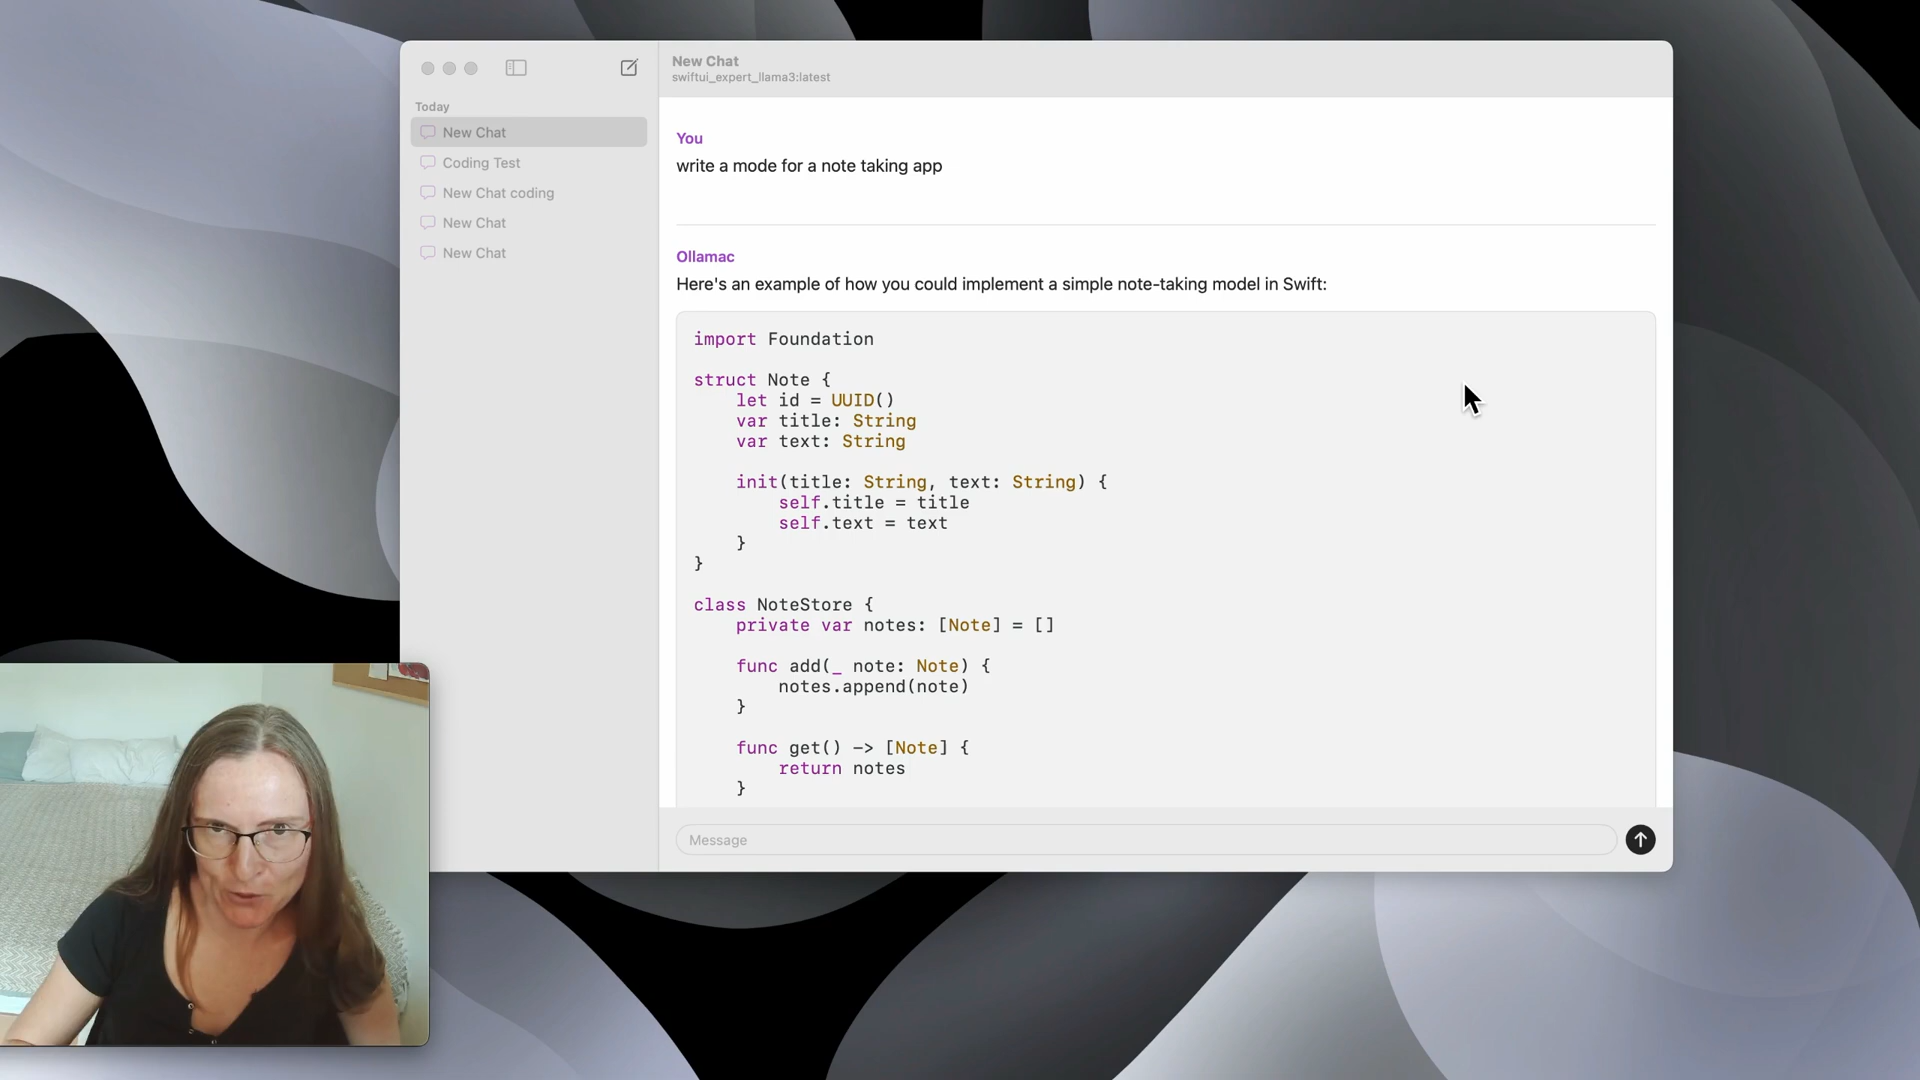 New Chat
swiftui_expert_llama3:latest
Today
New Chat
Coding Test
New Chat coding
New Chat
New Chat
You
write a mode for a note taking app
Ollamac
Here's an example of how you could implement a simple note-taking model in Swift:
import Foundation
struct Note {
    let id = UUID()
    var title: String
    var text: String
    init(title: String, text: String) {
        self.title = title
        self.text = text
    }
}
class NoteStore {
    private var notes: [Note] = []
    func add(_ note: Note) {
        notes.append(note)
    }
    func get() -> [Note] {
        return notes
    }
Message